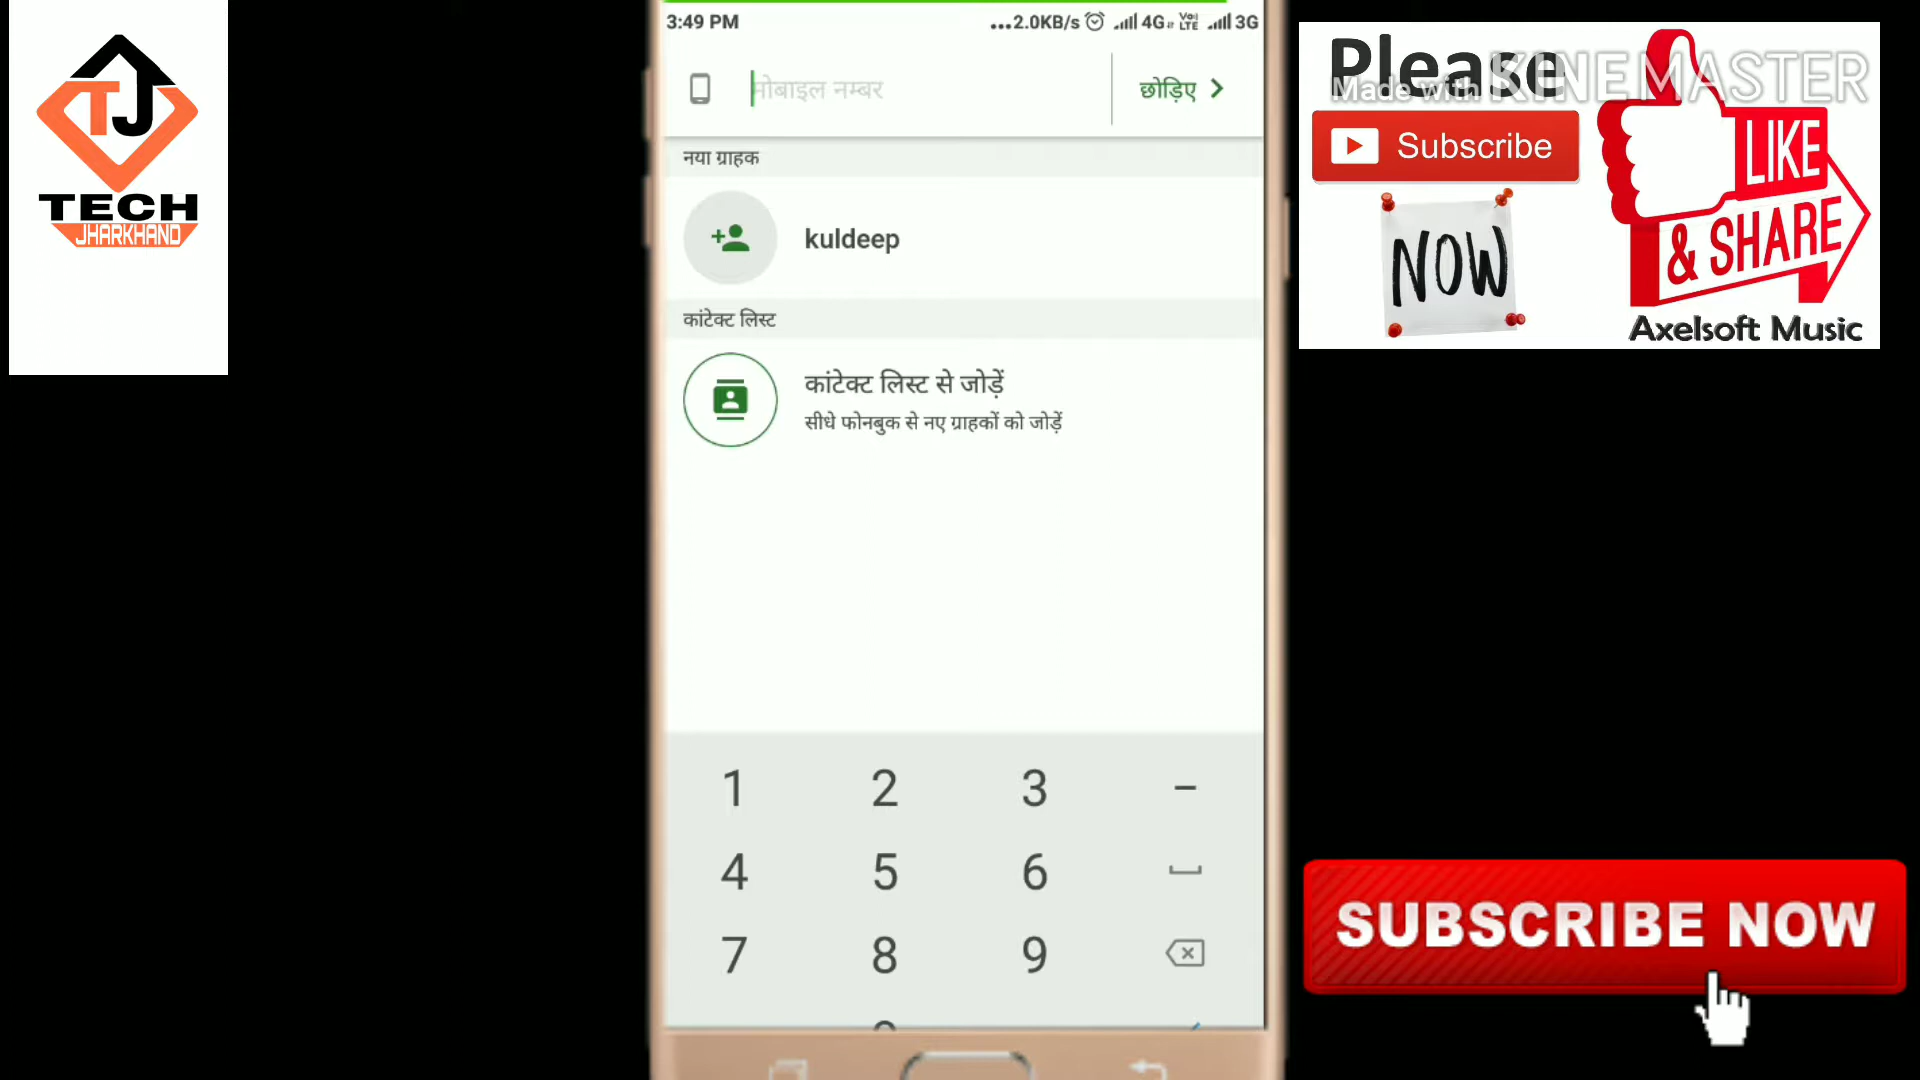 TJ
TECH
JHARKHAND
3:49 PM
...2.0KB/s 4G VoLTE 3G
मोबाइल नम्बर
छोड़िए
नया ग्राहक
kuldeep
कांटेक्ट लिस्ट
कांटेक्ट लिस्ट से जोड़ें
सीधे फोनबुक से नए ग्राहकों को जोड़ें
1 2 3 –
4 5 6
7 8 9
Please
Made with KINEMASTER
Subscribe
NOW
LIKE
& SHARE
Axelsoft Music
SUBSCRIBE NOW